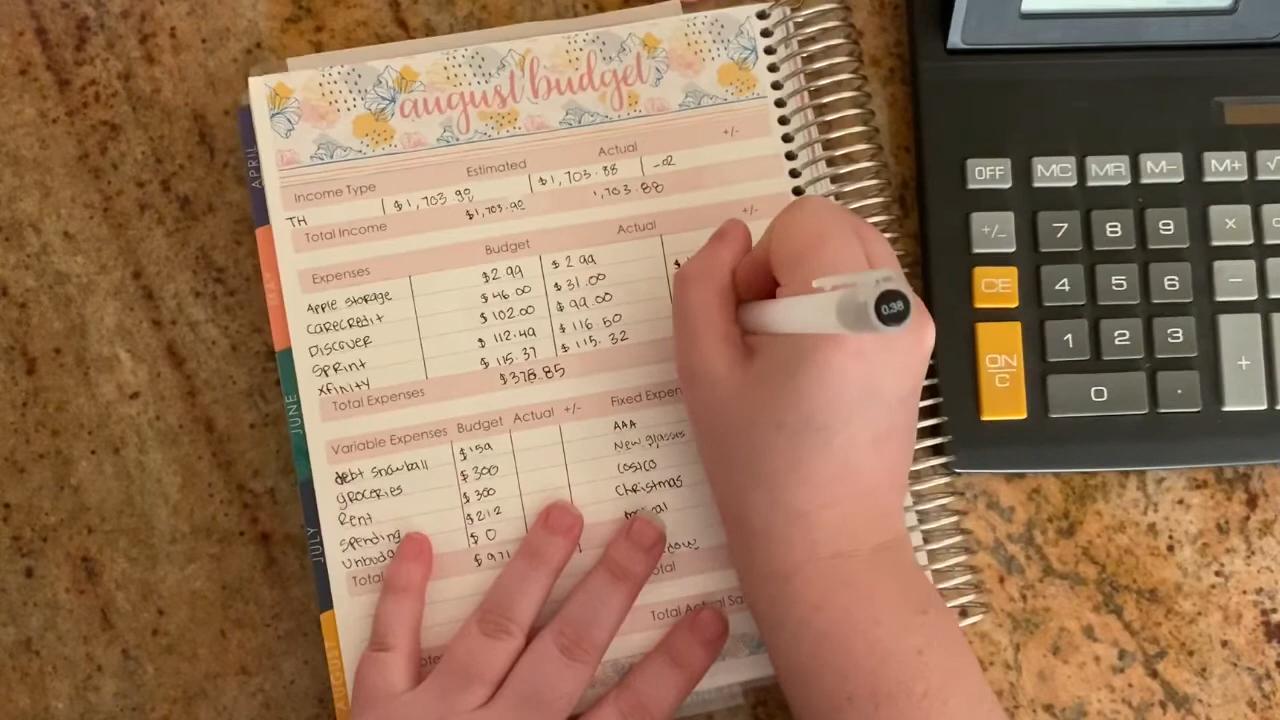 august budget
Income Type Estimated Actual +/-
TH $1,703.90 $1,703.88 -.02
Total Income $1,703.90 1,703.88
Expenses Budget Actual +/-
Apple Storage $2.99 $2.99
carecredit $46.00 $31.00
Discover $102.00 $99.00
Sprint $112.49 $116.50
xfinity $115.37 $115.32
Total Expenses $378.85
Variable Expenses Budget Actual +/- Fixed Expen
debt snowball $159 AAA
groceries $300 New glasses
Rent $300 costco
Spending $212 Christmas
Unbudg $0
Total $971
otal
Total Actual Sa
APRIL
MAY
JUNE
JULY
AUGUST
0.38
OFF MC MR M- M+ √
+/- 7 8 9 ×
CE 4 5 6 −
ON/C 1 2 3 +
0 .